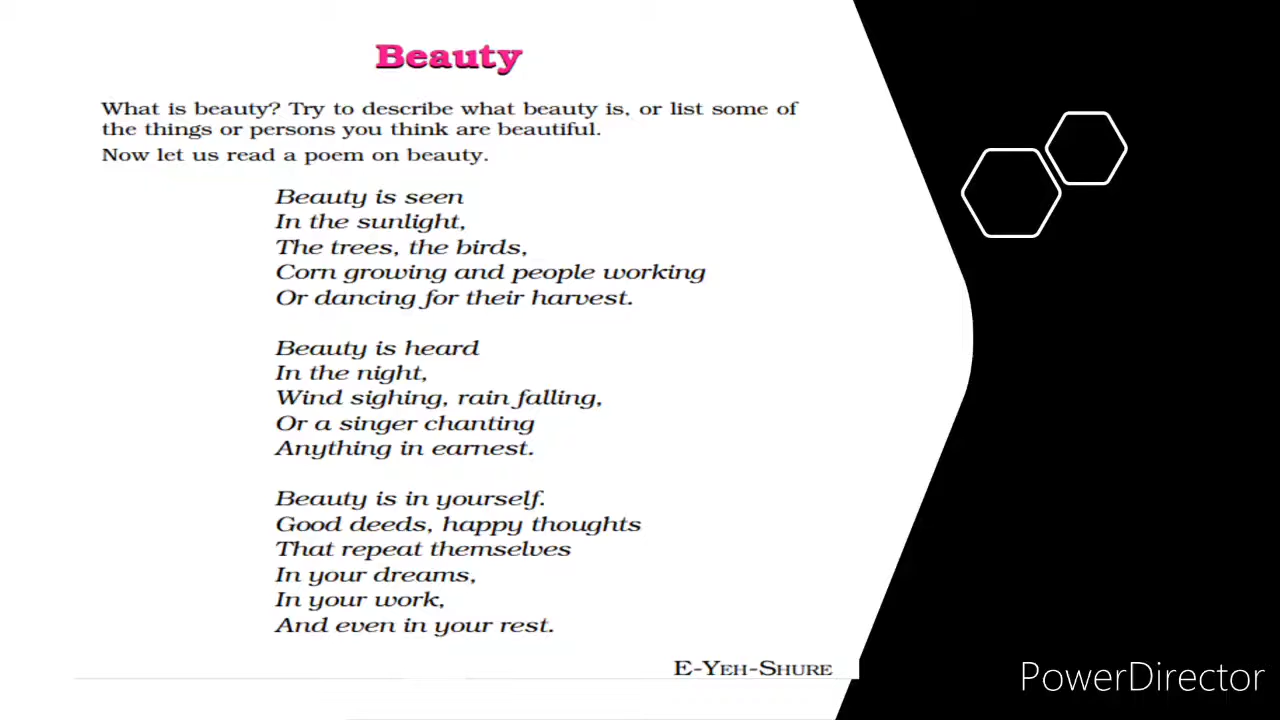 Beauty
What is beauty? Try to describe what beauty is, or list some of
the things or persons you think are beautiful.
Now let us read a poem on beauty.
Beauty is seen
In the sunlight,
The trees, the birds,
Corn growing and people working
Or dancing for their harvest.
Beauty is heard
In the night,
Wind sighing, rain falling,
Or a singer chanting
Anything in earnest.
Beauty is in yourself.
Good deeds, happy thoughts
That repeat themselves
In your dreams,
In your work,
And even in your rest.
E-YEH-SHURE
PowerDirector